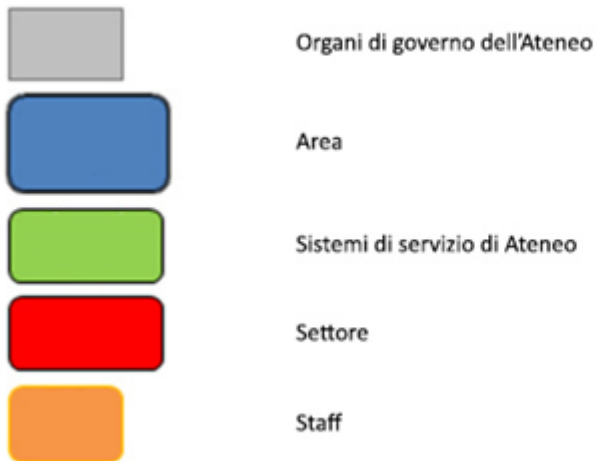 Organi di governo dell'Ateneo
Area
Sistemi di servizio di Ateneo
Settore
Staff